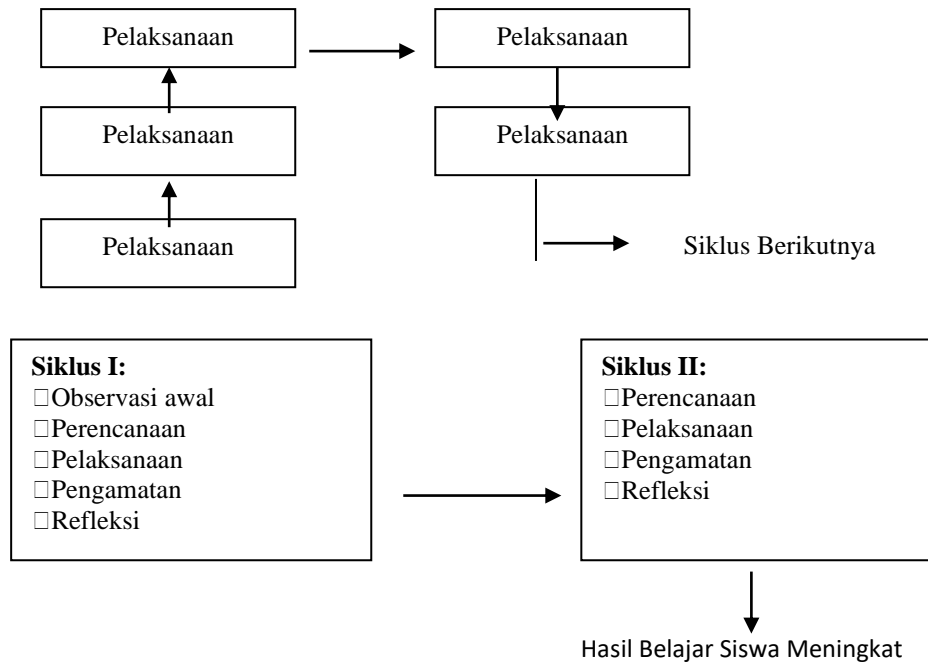 Pelaksanaan
Pelaksanaan
Pelaksanaan
Pelaksanaan
Pelaksanaan
Siklus Berikutnya
Siklus I:
□Observasi awal
□Perencanaan
□Pelaksanaan
□Pengamatan
□Refleksi
Siklus II:
□Perencanaan
□Pelaksanaan
□Pengamatan
□Refleksi
Hasil Belajar Siswa Meningkat